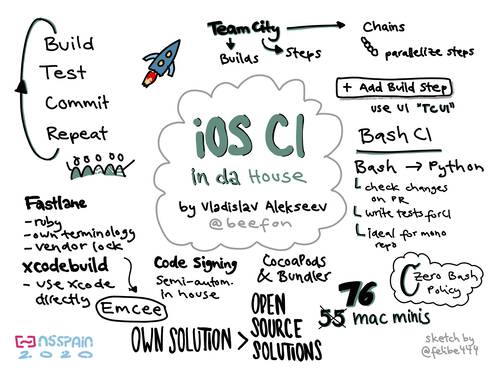 Build
Test
Commit
Repeat
TeamCity
Builds
Steps
Chains
parallelize steps
+ Add Build Step
use UI "TCUI"
iOS CI
in da House
by Vladislav Alekseev
@beefon
Bash CI
Bash → Python
check changes
on PR
write tests for CI
ideal for mono
repo
Zero Bash
Policy
Fastlane
- ruby
- own terminology
- vendor lock
xcodebuild
- use Xcode
directly
Emcee
Code Signing
Semi-autom.
in house
CocoaPods
& Bundler
OWN SOLUTION >
OPEN
SOURCE
SOLUTIONS
76
55 mac minis
NSSPAIN
2020
sketch by
@felibe444